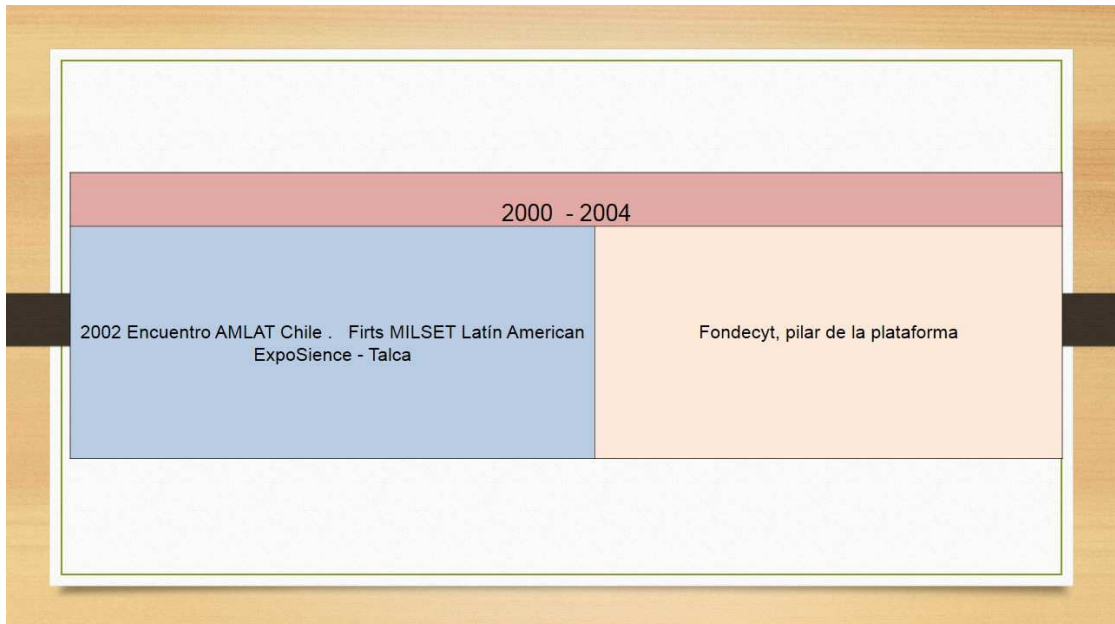 2000 - 2004
2002 Encuentro AMLAT Chile . Firts MILSET Latín American
ExpoSience - Talca
Fondecyt, pilar de la plataforma